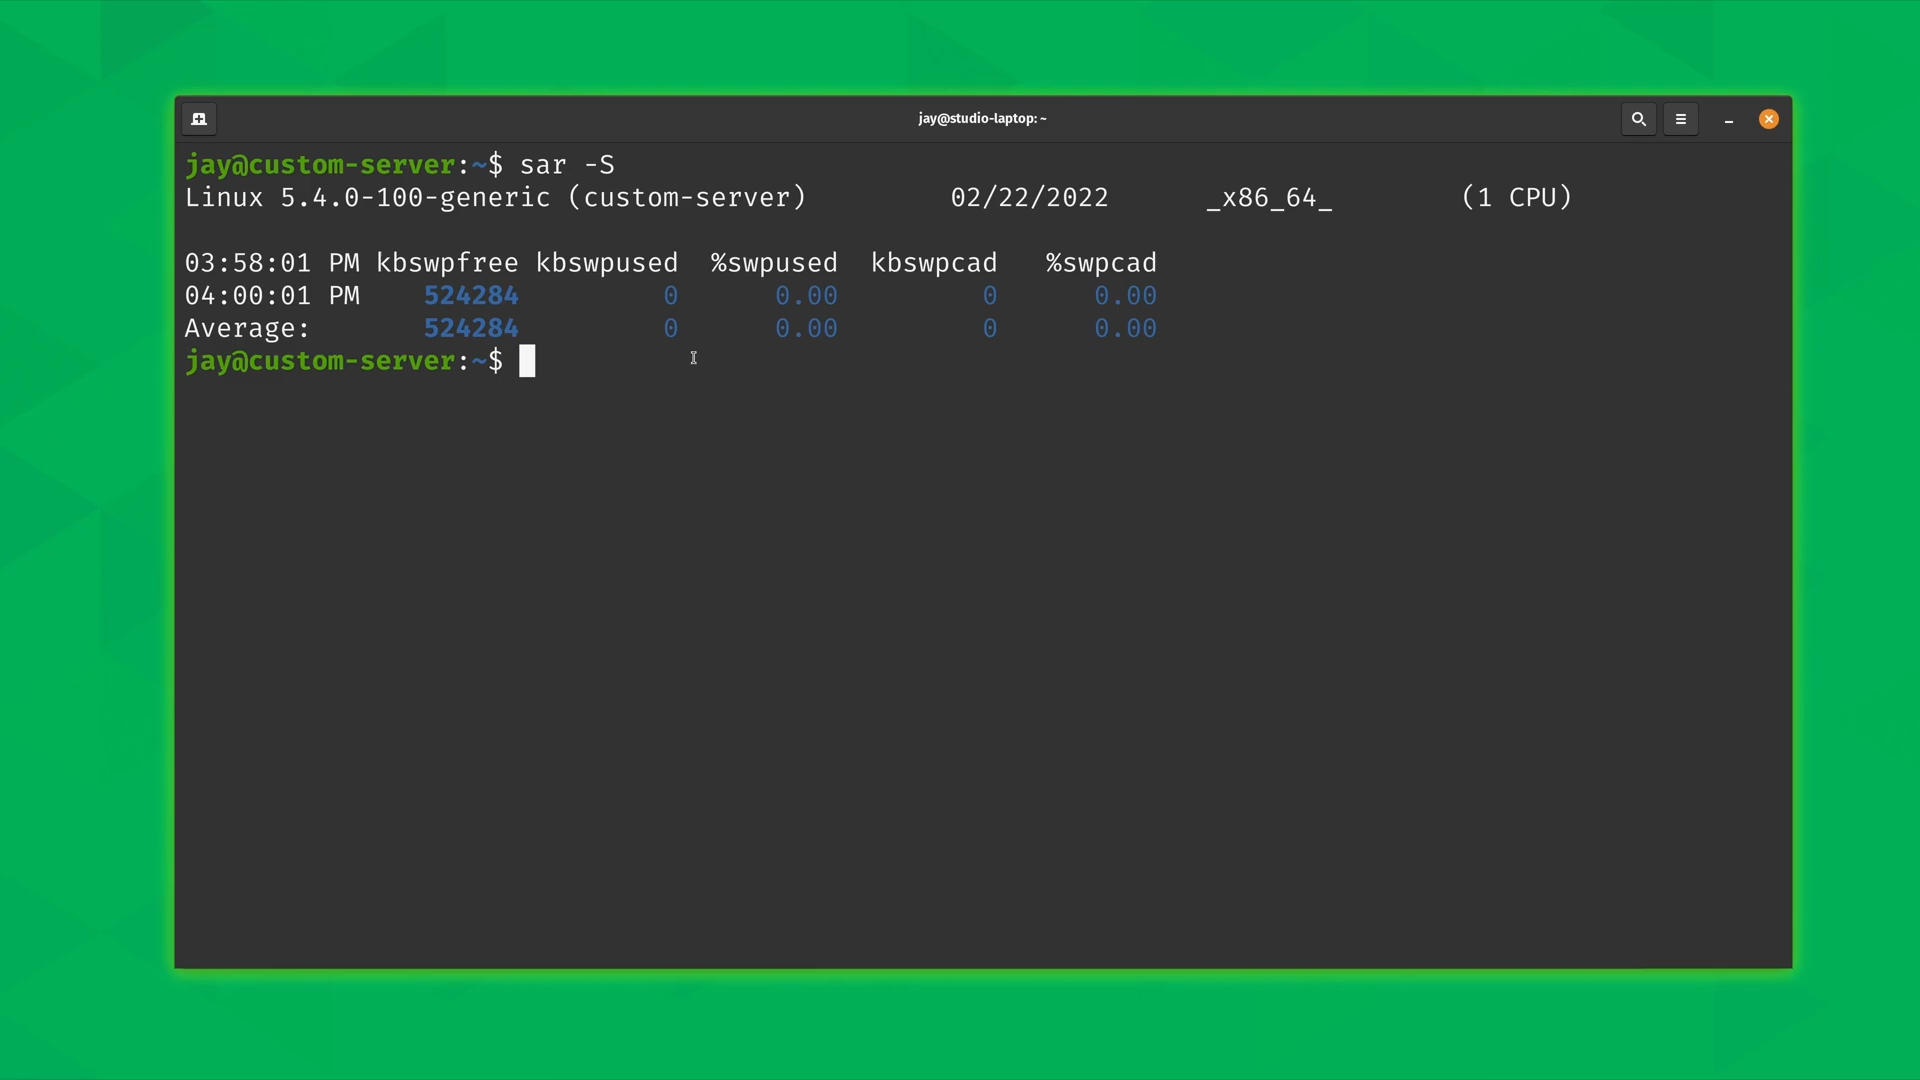 jay@studio-laptop: ~
jay@custom-server:~$ sar -S
Linux 5.4.0-100-generic (custom-server) 02/22/2022 _x86_64_ (1 CPU)
03:58:01 PM kbswpfree kbswpused %swpused kbswpcad %swpcad
04:00:01 PM 524284 0 0.00 0 0.00
Average: 524284 0 0.00 0 0.00
jay@custom-server:~$